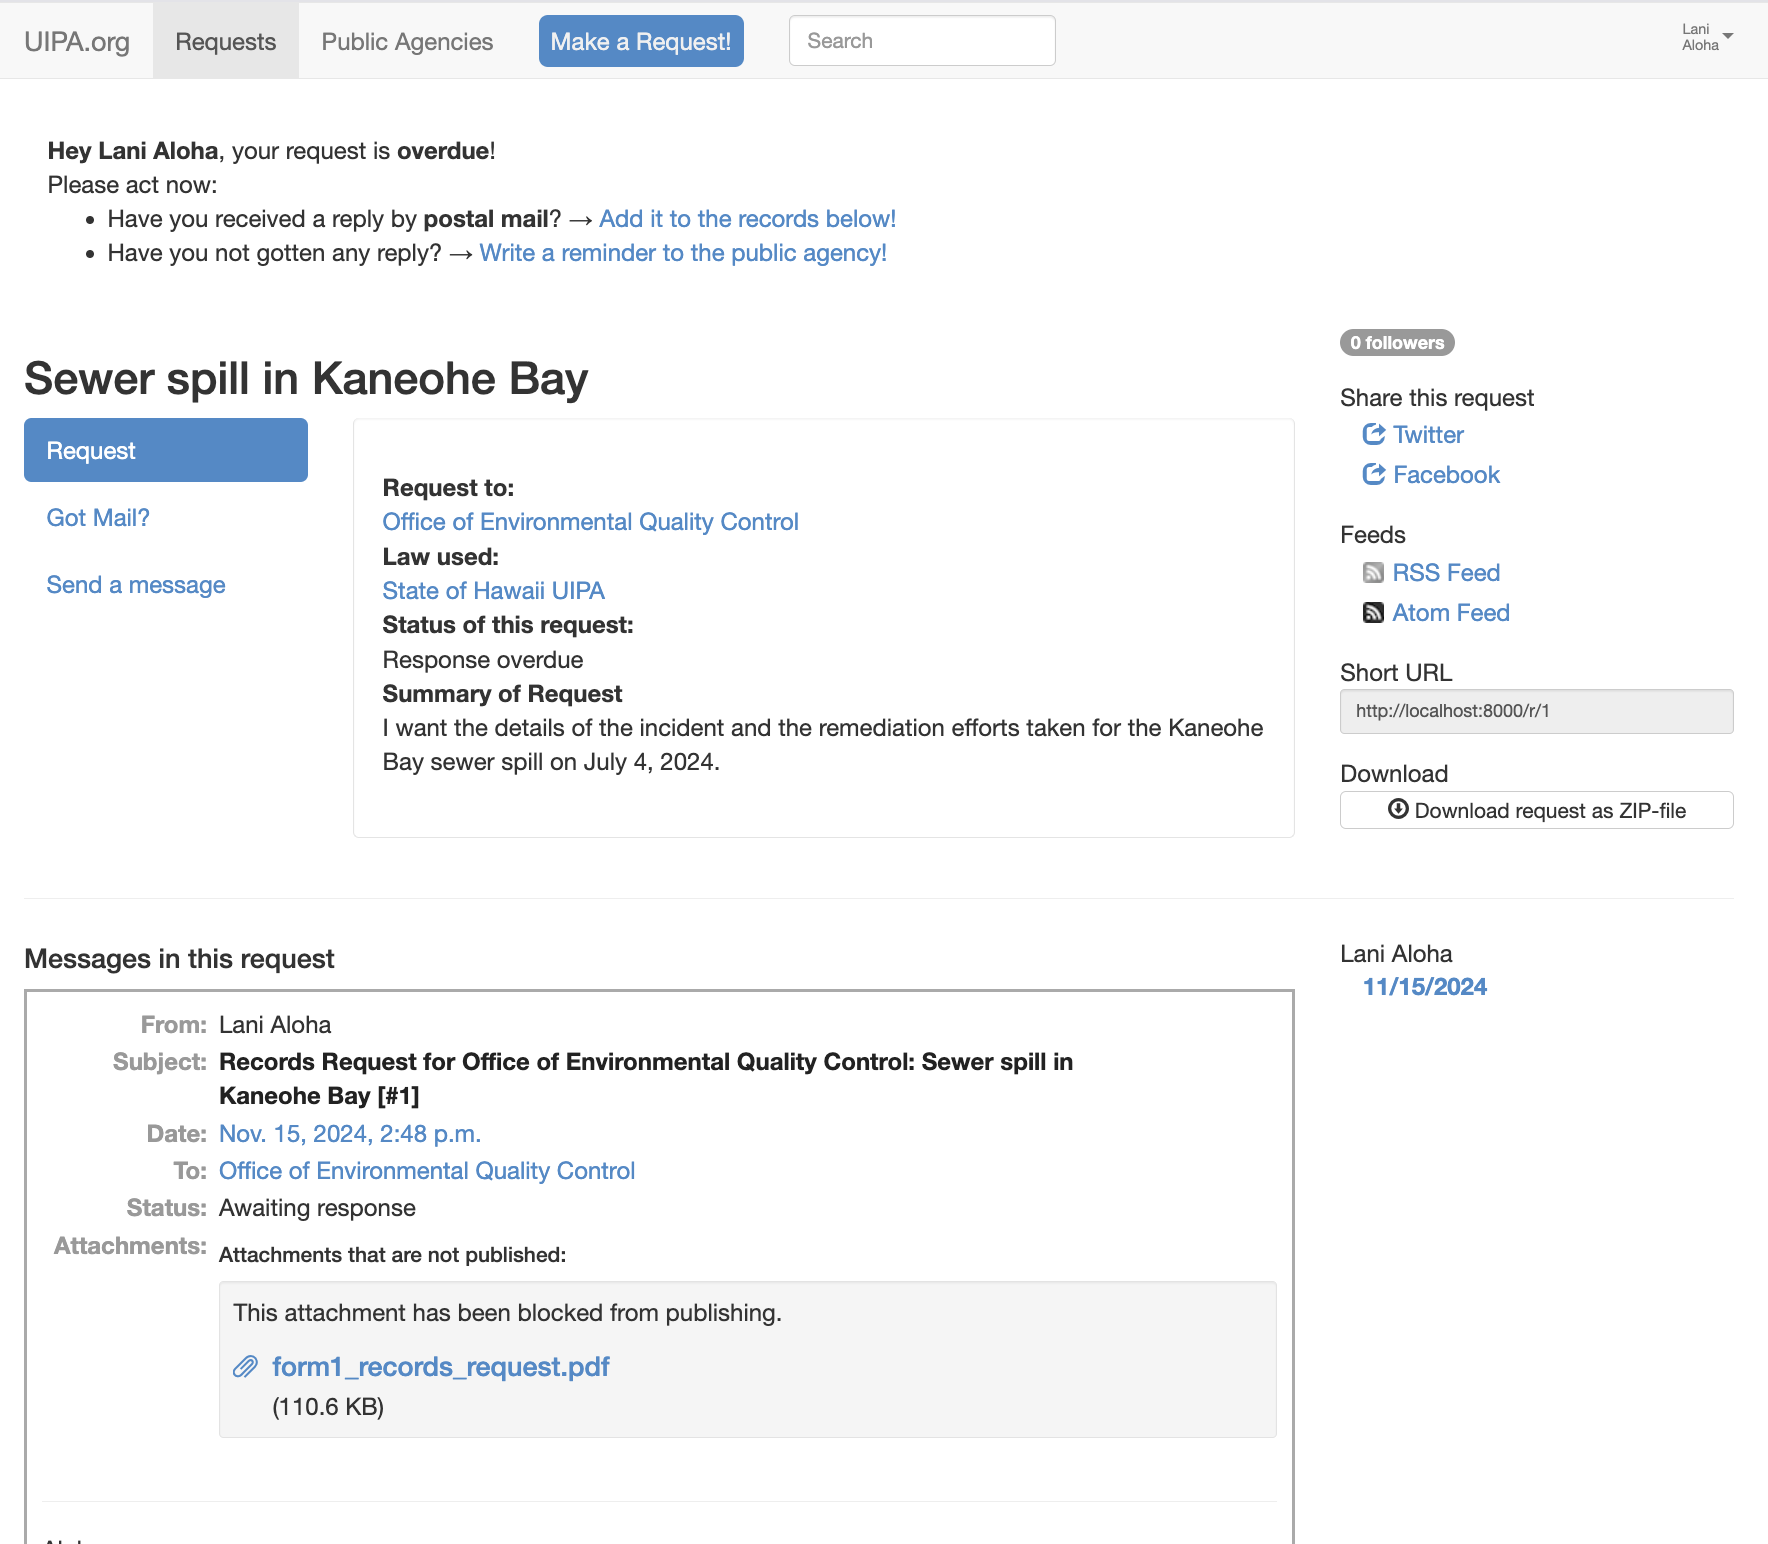 UIPA.org Requests Public Agencies Make a Request! Search Lani Aloha
Hey Lani Aloha, your request is overdue!
Please act now:
• Have you received a reply by postal mail? → Add it to the records below!
• Have you not gotten any reply? → Write a reminder to the public agency!
Sewer spill in Kaneohe Bay
Request
Got Mail?
Send a message
Request to:
Office of Environmental Quality Control
Law used:
State of Hawaii UIPA
Status of this request:
Response overdue
Summary of Request
I want the details of the incident and the remediation efforts taken for the Kaneohe
Bay sewer spill on July 4, 2024.
0 followers
Share this request
Twitter
Facebook
Feeds
RSS Feed
Atom Feed
Short URL
http://localhost:8000/r/1
Download
Download request as ZIP-file
Messages in this request
From: Lani Aloha
Subject: Records Request for Office of Environmental Quality Control: Sewer spill in
Kaneohe Bay [#1]
Date: Nov. 15, 2024, 2:48 p.m.
To: Office of Environmental Quality Control
Status: Awaiting response
Attachments: Attachments that are not published:
This attachment has been blocked from publishing.
form1_records_request.pdf
(110.6 KB)
Lani Aloha
11/15/2024